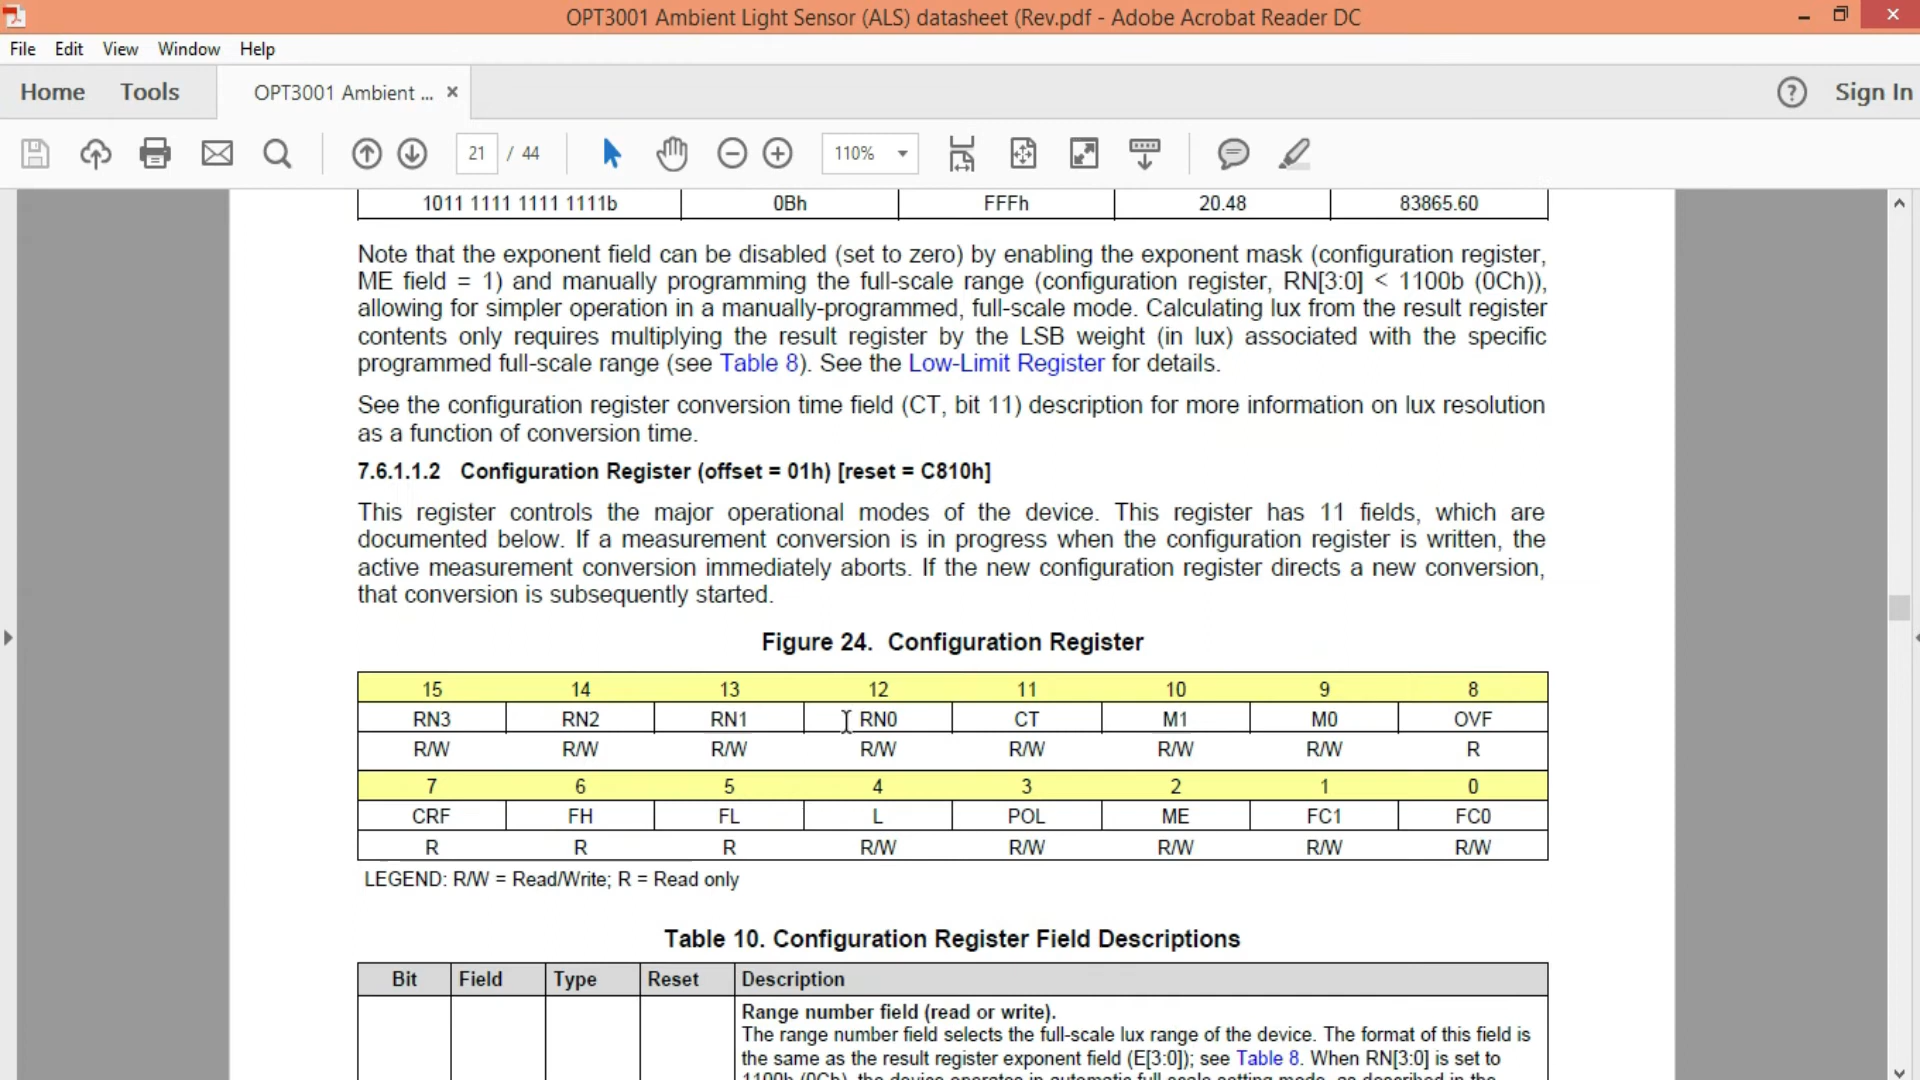 OPT3001 Ambient Light Sensor (ALS) datasheet (Rev.pdf - Adobe Acrobat Reader DC
File Edit View Window Help
Home Tools OPT3001 Ambient ... × ? Sign In
21 / 44 110%
1011 1111 1111 1111b 0Bh FFFh 20.48 83865.60
Note that the exponent field can be disabled (set to zero) by enabling the exponent mask (configuration register,
ME field = 1) and manually programming the full-scale range (configuration register, RN[3:0] < 1100b (0Ch)),
allowing for simpler operation in a manually-programmed, full-scale mode. Calculating lux from the result register
contents only requires multiplying the result register by the LSB weight (in lux) associated with the specific
programmed full-scale range (see Table 8). See the Low-Limit Register for details.
See the configuration register conversion time field (CT, bit 11) description for more information on lux resolution
as a function of conversion time.
7.6.1.1.2 Configuration Register (offset = 01h) [reset = C810h]
This register controls the major operational modes of the device. This register has 11 fields, which are
documented below. If a measurement conversion is in progress when the configuration register is written, the
active measurement conversion immediately aborts. If the new configuration register directs a new conversion,
that conversion is subsequently started.
Figure 24. Configuration Register
15 14 13 12 11 10 9 8
RN3 RN2 RN1 RN0 CT M1 M0 OVF
R/W R/W R/W R/W R/W R/W R/W R
7 6 5 4 3 2 1 0
CRF FH FL L POL ME FC1 FC0
R R R R/W R/W R/W R/W R/W
LEGEND: R/W = Read/Write; R = Read only
Table 10. Configuration Register Field Descriptions
Bit Field Type Reset Description
Range number field (read or write).
The range number field selects the full-scale lux range of the device. The format of this field is
the same as the result register exponent field (E[3:0]); see Table 8. When RN[3:0] is set to
1100b (0Ch), the device operates in automatic full-scale setting mode, as described in the